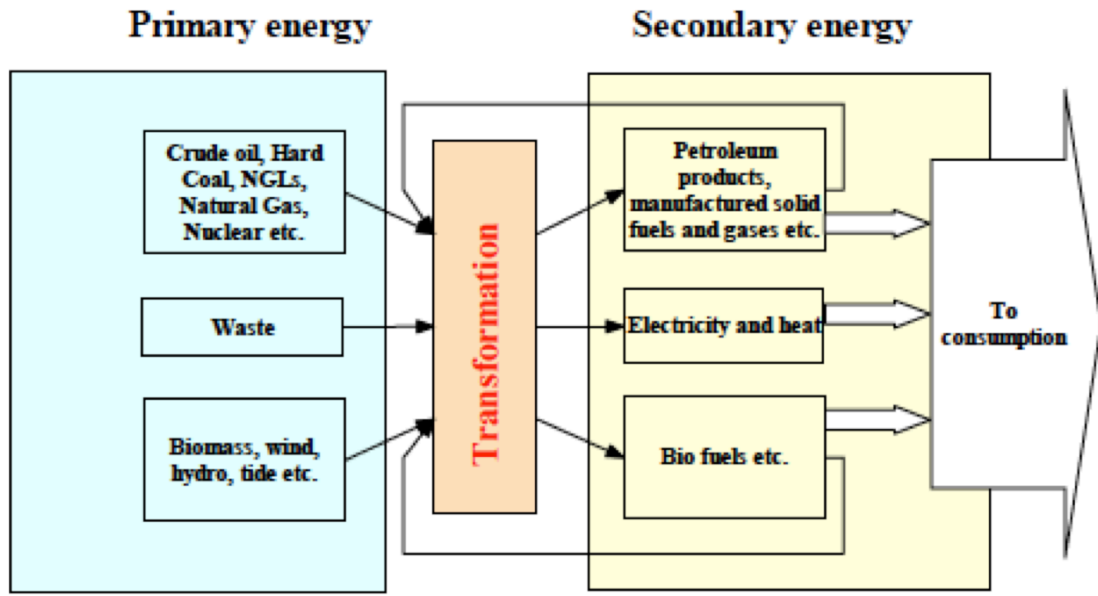 Primary energy
Secondary energy
Crude oil, Hard
Coal, NGLs,
Natural Gas,
Nuclear etc.
Waste
Biomass, wind,
hydro, tide etc.
Transformation
Petroleum
products,
manufactured solid
fuels and gases etc.
Electricity and heat
Bio fuels etc.
To
consumption